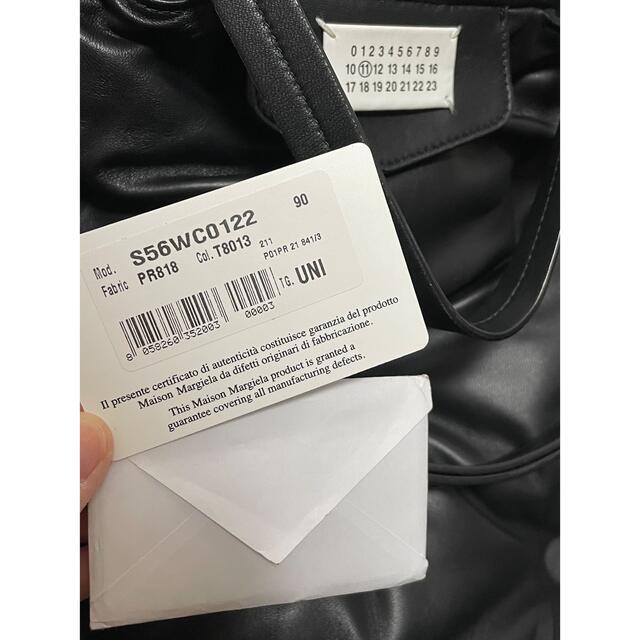 0 1 2 3 4 5 6 7 8 9
10 11 12 13 14 15 16
17 18 19 20 21 22 23
90
Mod. S56WC0122
Fabric PR818 Col. T8013 211 P01PR 21 841/3
8 058260 352003 00003 TG. UNI
Il presente certificato di autenticità costituisce garanzia del prodotto
Maison Margiela da difetti originari di fabbricazione.
This Maison Margiela product is granted a
guarantee covering all manufacturing defects.